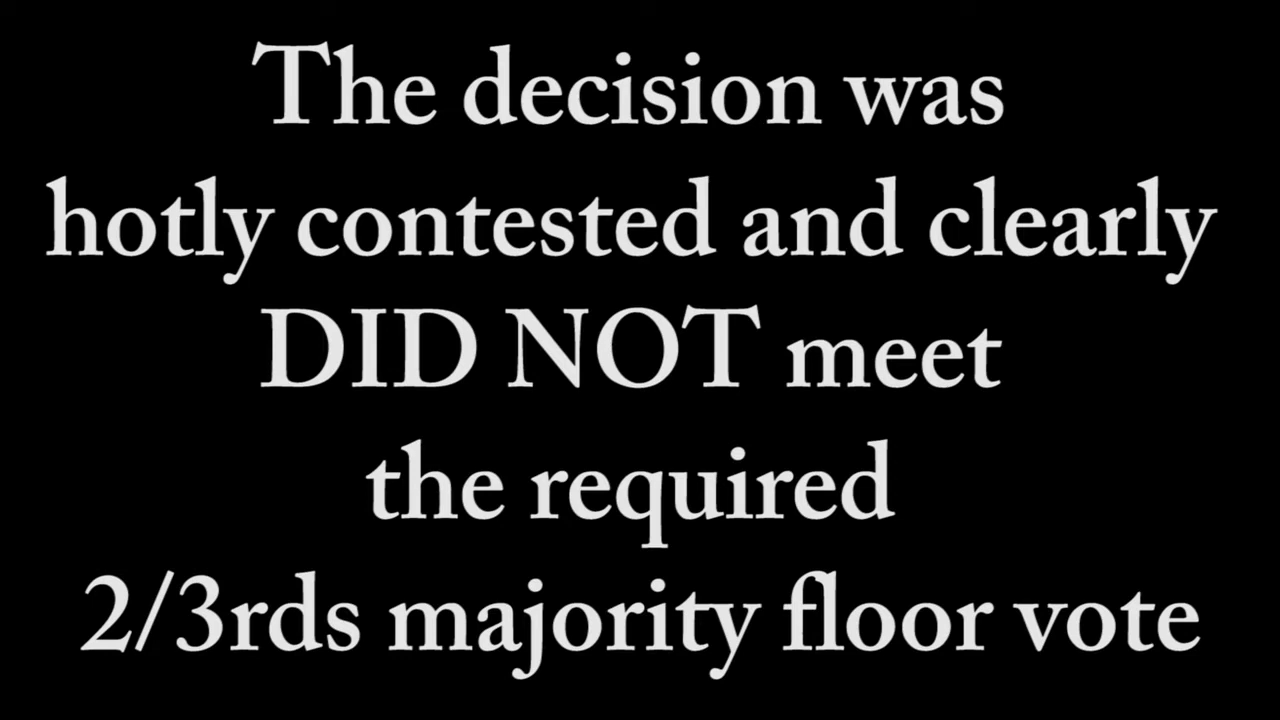 The decision was
hotly contested and clearly
DID NOT meet
the required
2/3rds majority floor vote